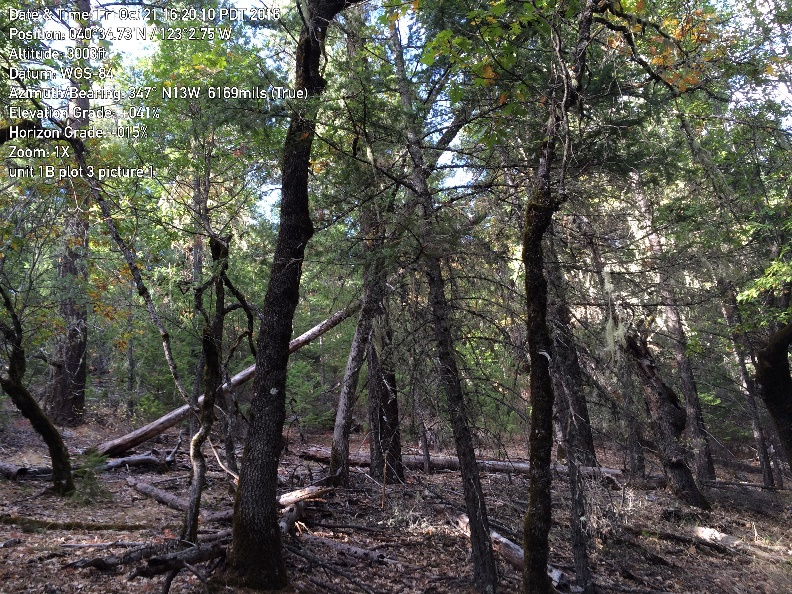 Date & Time: Fri Oct 21 16:20:10 PDT 2016
Position: 040°34.73'N / 123°2.75'W
Altitude: 3003ft
Datum: WGS-84
Azimuth/Bearing: 347° N13W 6169mils (True)
Elevation Grade: +041%
Horizon Grade: -015%
Zoom: 1X
unit 1B plot 3 picture 1